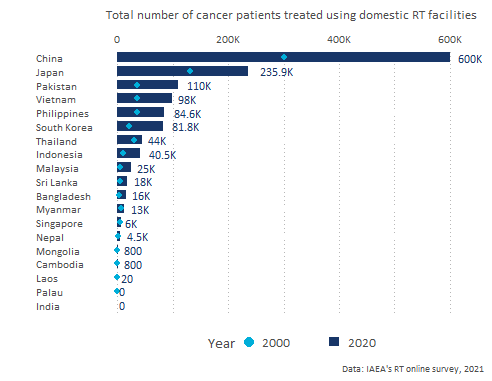 Total number of cancer patients treated using domestic RT facilities
0 200K 400K 600K
China 600K
Japan 235.9K
Pakistan 110K
Vietnam 98K
Philippines 84.6K
South Korea 81.8K
Thailand 44K
Indonesia 40.5K
Malaysia 25K
Sri Lanka 18K
Bangladesh 16K
Myanmar 13K
Singapore 6K
Nepal 4.5K
Mongolia 800
Cambodia 800
Laos 20
Palau 0
India 0
Year 2000 2020
Data: IAEA's RT online survey, 2021